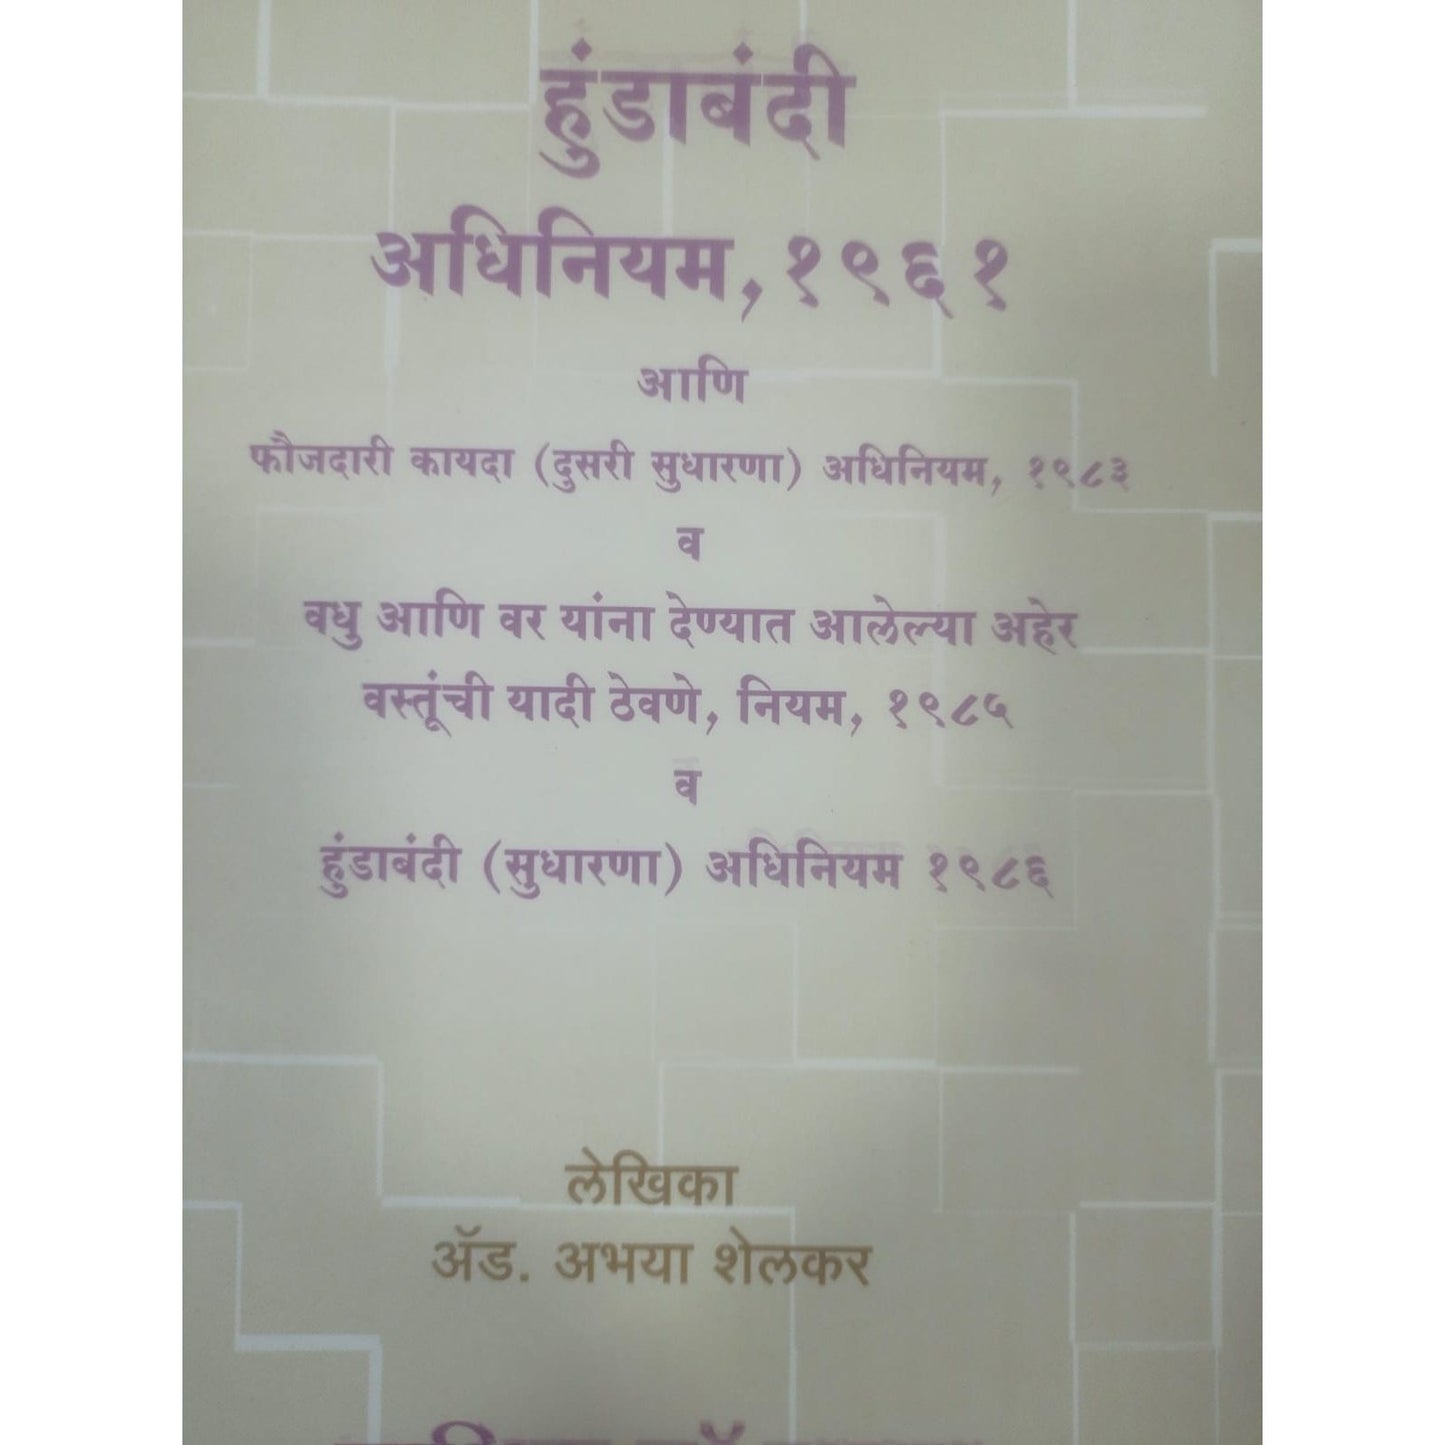 हुंडाबंदी
अधिनियम, १९६१
आणि
फौजदारी कायदा (दुसरी सुधारणा) अधिनियम, १९८३
व
वधु आणि वर यांना देण्यात आलेल्या अहेर
वस्तूंची यादी ठेवणे, नियम, १९८५
व
हुंडाबंदी (सुधारणा) अधिनियम १९८६
लेखिका
ॲड. अभया शेलकर